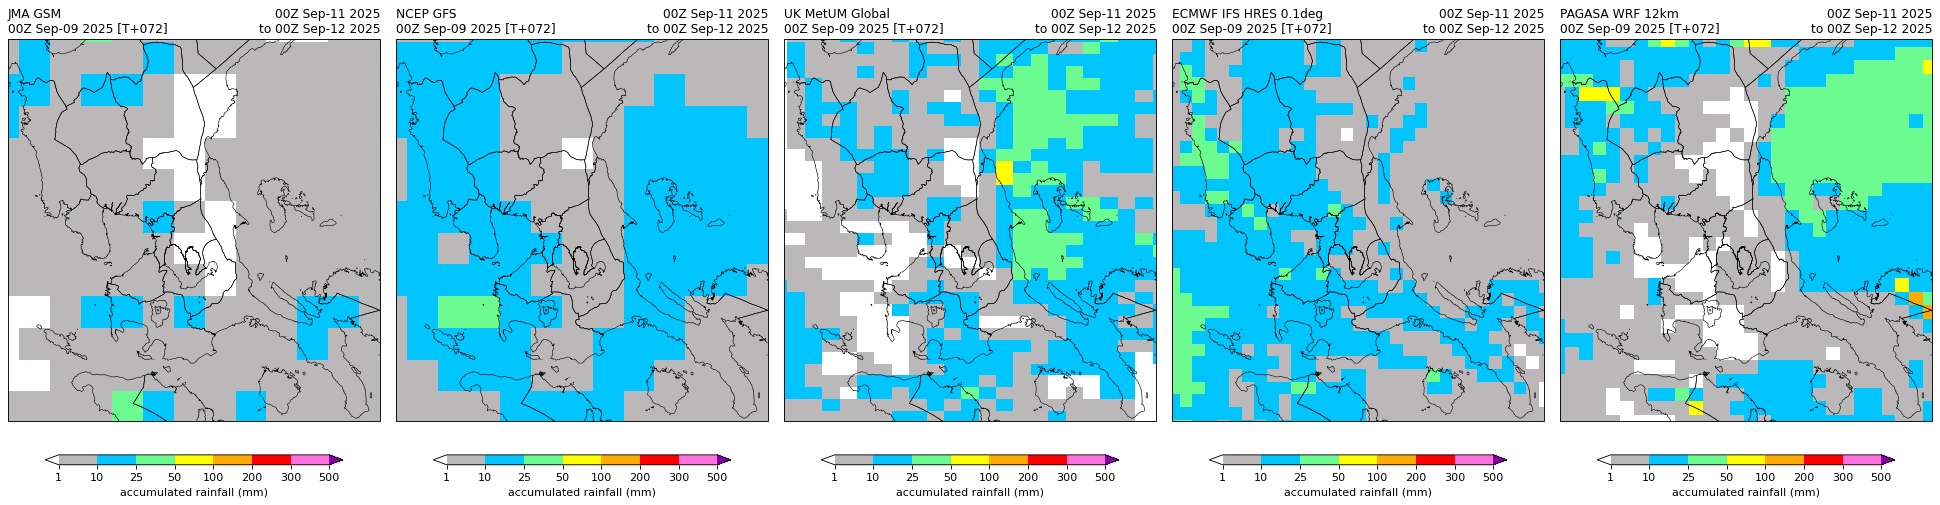 JMA GSM 00Z Sep-11 2025
00Z Sep-09 2025 [T+072] to 00Z Sep-12 2025
1 10 25 50 100 200 300 500
accumulated rainfall (mm)
NCEP GFS 00Z Sep-11 2025
00Z Sep-09 2025 [T+072] to 00Z Sep-12 2025
1 10 25 50 100 200 300 500
accumulated rainfall (mm)
UK MetUM Global 00Z Sep-11 2025
00Z Sep-09 2025 [T+072] to 00Z Sep-12 2025
1 10 25 50 100 200 300 500
accumulated rainfall (mm)
ECMWF IFS HRES 0.1deg 00Z Sep-11 2025
00Z Sep-09 2025 [T+072] to 00Z Sep-12 2025
1 10 25 50 100 200 300 500
accumulated rainfall (mm)
PAGASA WRF 12km 00Z Sep-11 2025
00Z Sep-09 2025 [T+072] to 00Z Sep-12 2025
1 10 25 50 100 200 300 500
accumulated rainfall (mm)